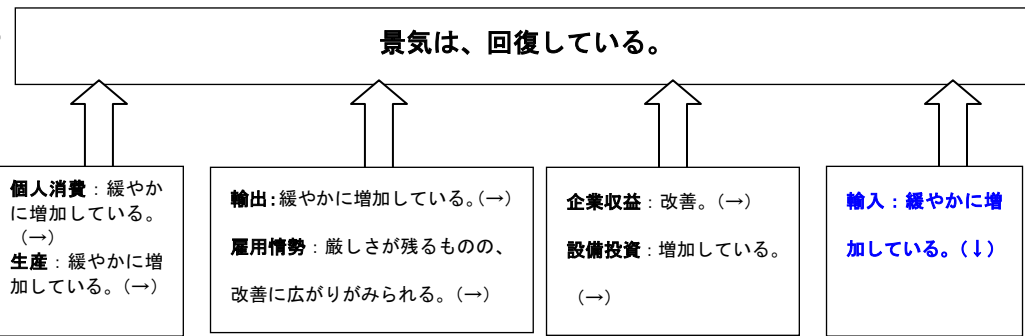 景気は、回復している。
個人消費：緩やか
に増加している。
（→）
生産：緩やかに増
加している。（→）
輸出：緩やかに増加している。（→）
雇用情勢：厳しさが残るものの、
改善に広がりがみられる。（→）
企業収益：改善。（→）
設備投資：増加している。
（→）
輸入：緩やかに増
加している。（↓）